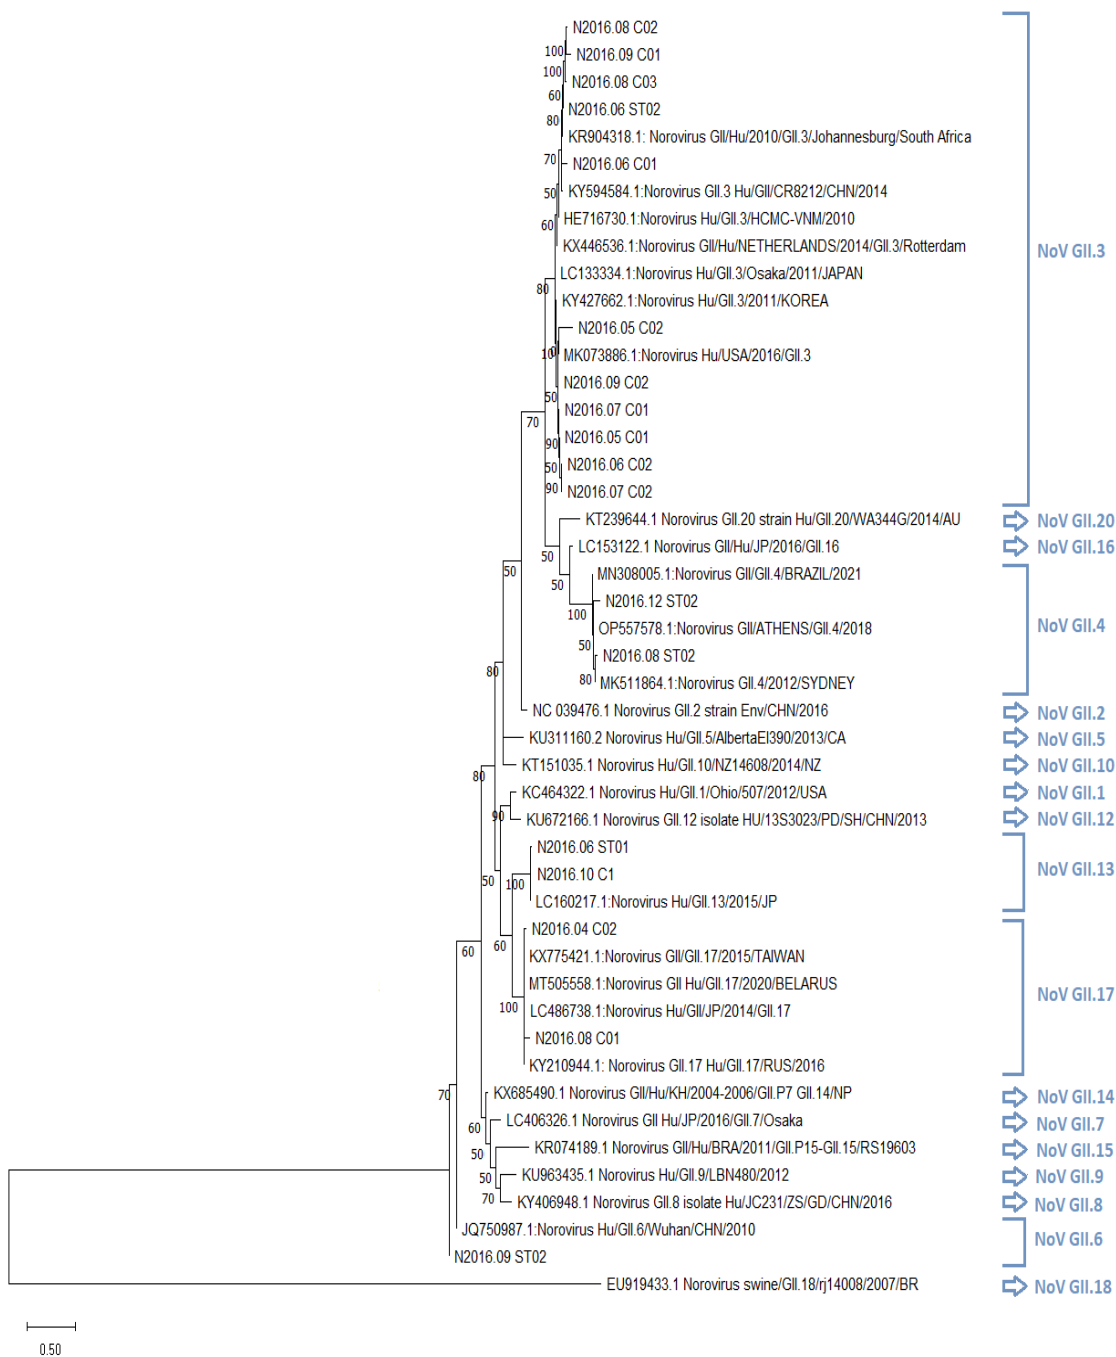 N2016.08 C02
100
N2016.09 C01
100
N2016.08 C03
60
N2016.06 ST02
80
KR904318.1: Norovirus GII/Hu/2010/GII.3/Johannesburg/South Africa
70
N2016.06 C01
50
KY594584.1:Norovirus GII.3 Hu/GII/CR8212/CHN/2014
HE716730.1:Norovirus Hu/GII.3/HCMC-VNM/2010
60
KX446536.1:Norovirus GII/Hu/NETHERLANDS/2014/GII.3/Rotterdam
NoV GII.3
LC133334.1:Norovirus Hu/GII.3/Osaka/2011/JAPAN
80
KY427662.1:Norovirus Hu/GII.3/2011/KOREA
N2016.05 C02
10
MK073886.1:Norovirus Hu/USA/2016/GII.3
N2016.09 C02
50
N2016.07 C01
70
N2016.05 C01
90
N2016.06 C02
50
N2016.07 C02
90
KT239644.1 Norovirus GII.20 strain Hu/GII.20/WA344G/2014/AU
NoV GII.20
LC153122.1 Norovirus GII/Hu/JP/2016/GII.16
NoV GII.16
50
MN308005.1:Norovirus GII/GII.4/BRAZIL/2021
50
50
N2016.12 ST02
100
OP557578.1:Norovirus GII/ATHENS/GII.4/2018
NoV GII.4
50
N2016.08 ST02
80
MK511864.1:Norovirus GII.4/2012/SYDNEY
80
NC 039476.1 Norovirus GII.2 strain Env/CHN/2016
NoV GII.2
KU311160.2 Norovirus Hu/GII.5/AlbertaEI390/2013/CA
NoV GII.5
KT151035.1 Norovirus Hu/GII.10/NZ14608/2014/NZ
NoV GII.10
80
KC464322.1 Norovirus Hu/GII.1/Ohio/507/2012/USA
NoV GII.1
90
KU672166.1 Norovirus GII.12 isolate HU/13S3023/PD/SH/CHN/2013
NoV GII.12
N2016.06 ST01
N2016.10 C1
NoV GII.13
50
100
LC160217.1:Norovirus Hu/GII.13/2015/JP
N2016.04 C02
60
60
KX775421.1:Norovirus GII/GII.17/2015/TAIWAN
MT505558.1:Norovirus GII Hu/GII.17/2020/BELARUS
NoV GII.17
100
LC486738.1:Norovirus Hu/GII/JP/2014/GII.17
N2016.08 C01
KY210944.1: Norovirus GII.17 Hu/GII.17/RUS/2016
70
KX685490.1 Norovirus GII/Hu/KH/2004-2006/GII.P7 GII.14/NP
NoV GII.14
LC406326.1 Norovirus GII Hu/JP/2016/GII.7/Osaka
NoV GII.7
60
KR074189.1 Norovirus GII/Hu/BRA/2011/GII.P15-GII.15/RS19603
NoV GII.15
50
KU963435.1 Norovirus Hu/GII.9/LBN480/2012
NoV GII.9
50
KY406948.1 Norovirus GII.8 isolate Hu/JC231/ZS/GD/CHN/2016
NoV GII.8
70
JQ750987.1:Norovirus Hu/GII.6/Wuhan/CHN/2010
NoV GII.6
N2016.09 ST02
EU919433.1 Norovirus swine/GII.18/rj14008/2007/BR
NoV GII.18
0.50